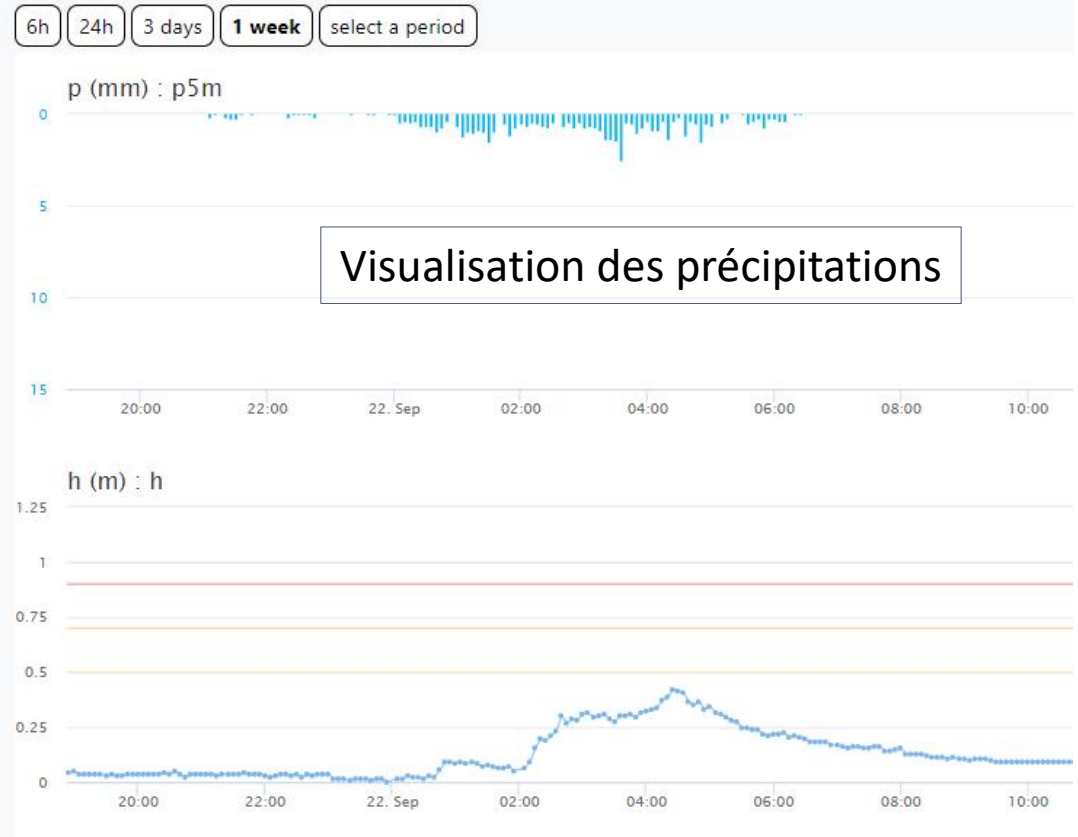 6h 24h 3 days 1 week select a period
p (mm) : p5m
0
5
Visualisation des précipitations
10
15
20:00 22:00 22. Sep 02:00 04:00 06:00 08:00 10:00
h (m) : h
1.25
1
0.75
0.5
0.25
0
20:00 22:00 22. Sep 02:00 04:00 06:00 08:00 10:00